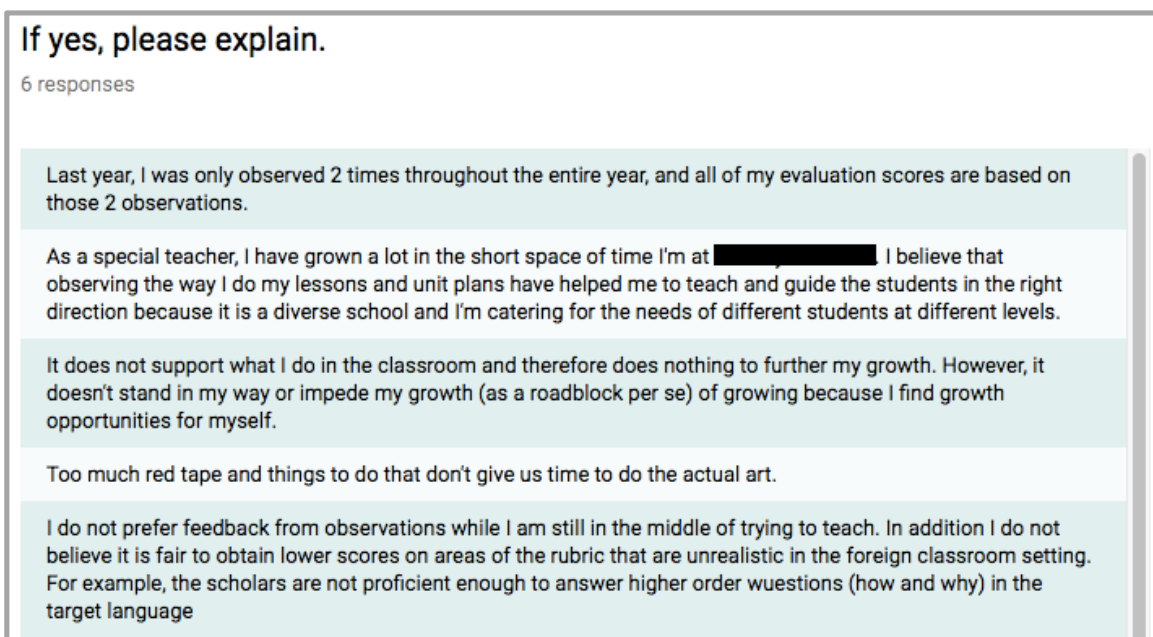 If yes, please explain.
6 responses
Last year, I was only observed 2 times throughout the entire year, and all of my evaluation scores are based on
those 2 observations.
As a special teacher, I have grown a lot in the short space of time I'm at . I believe that
observing the way I do my lessons and unit plans have helped me to teach and guide the students in the right
direction because it is a diverse school and I'm catering for the needs of different students at different levels.
It does not support what I do in the classroom and therefore does nothing to further my growth. However, it
doesn't stand in my way or impede my growth (as a roadblock per se) of growing because I find growth
opportunities for myself.
Too much red tape and things to do that don't give us time to do the actual art.
I do not prefer feedback from observations while I am still in the middle of trying to teach. In addition I do not
believe it is fair to obtain lower scores on areas of the rubric that are unrealistic in the foreign classroom setting.
For example, the scholars are not proficient enough to answer higher order wuestions (how and why) in the
target language